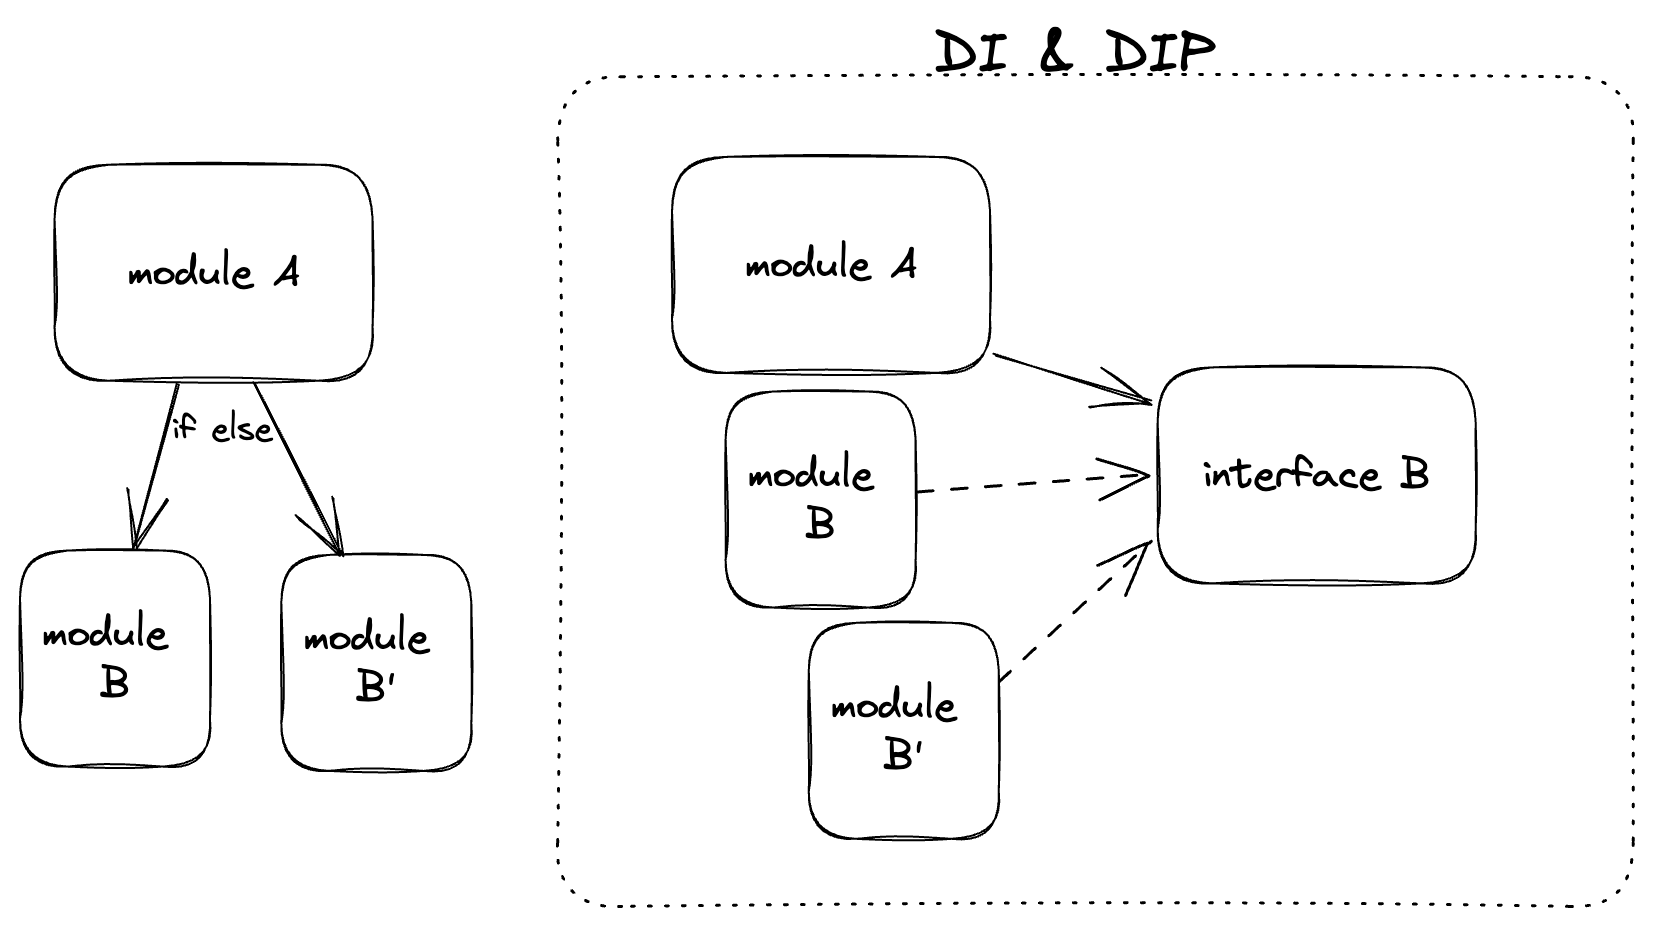 DI & DIP
module A
if else
module
B
module
B'
module A
module
B
module
B'
interface B